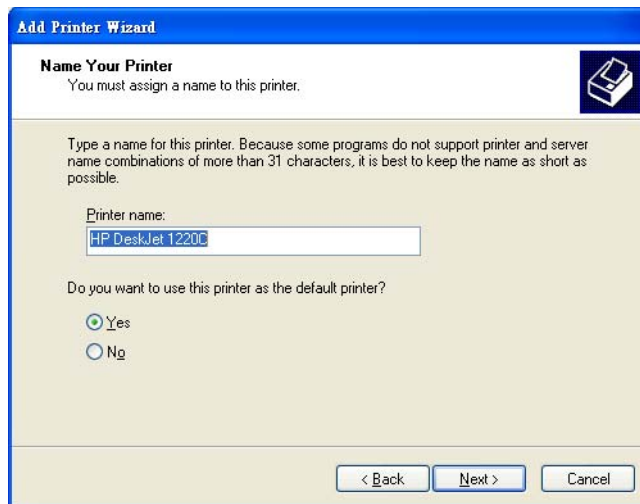 Add Printer Wizard
Name Your Printer
You must assign a name to this printer.
Type a name for this printer. Because some programs do not support printer and server
name combinations of more than 31 characters, it is best to keep the name as short as
possible.
Printer name:
HP DeskJet 1220C
Do you want to use this printer as the default printer?
Yes
No
< Back Next > Cancel